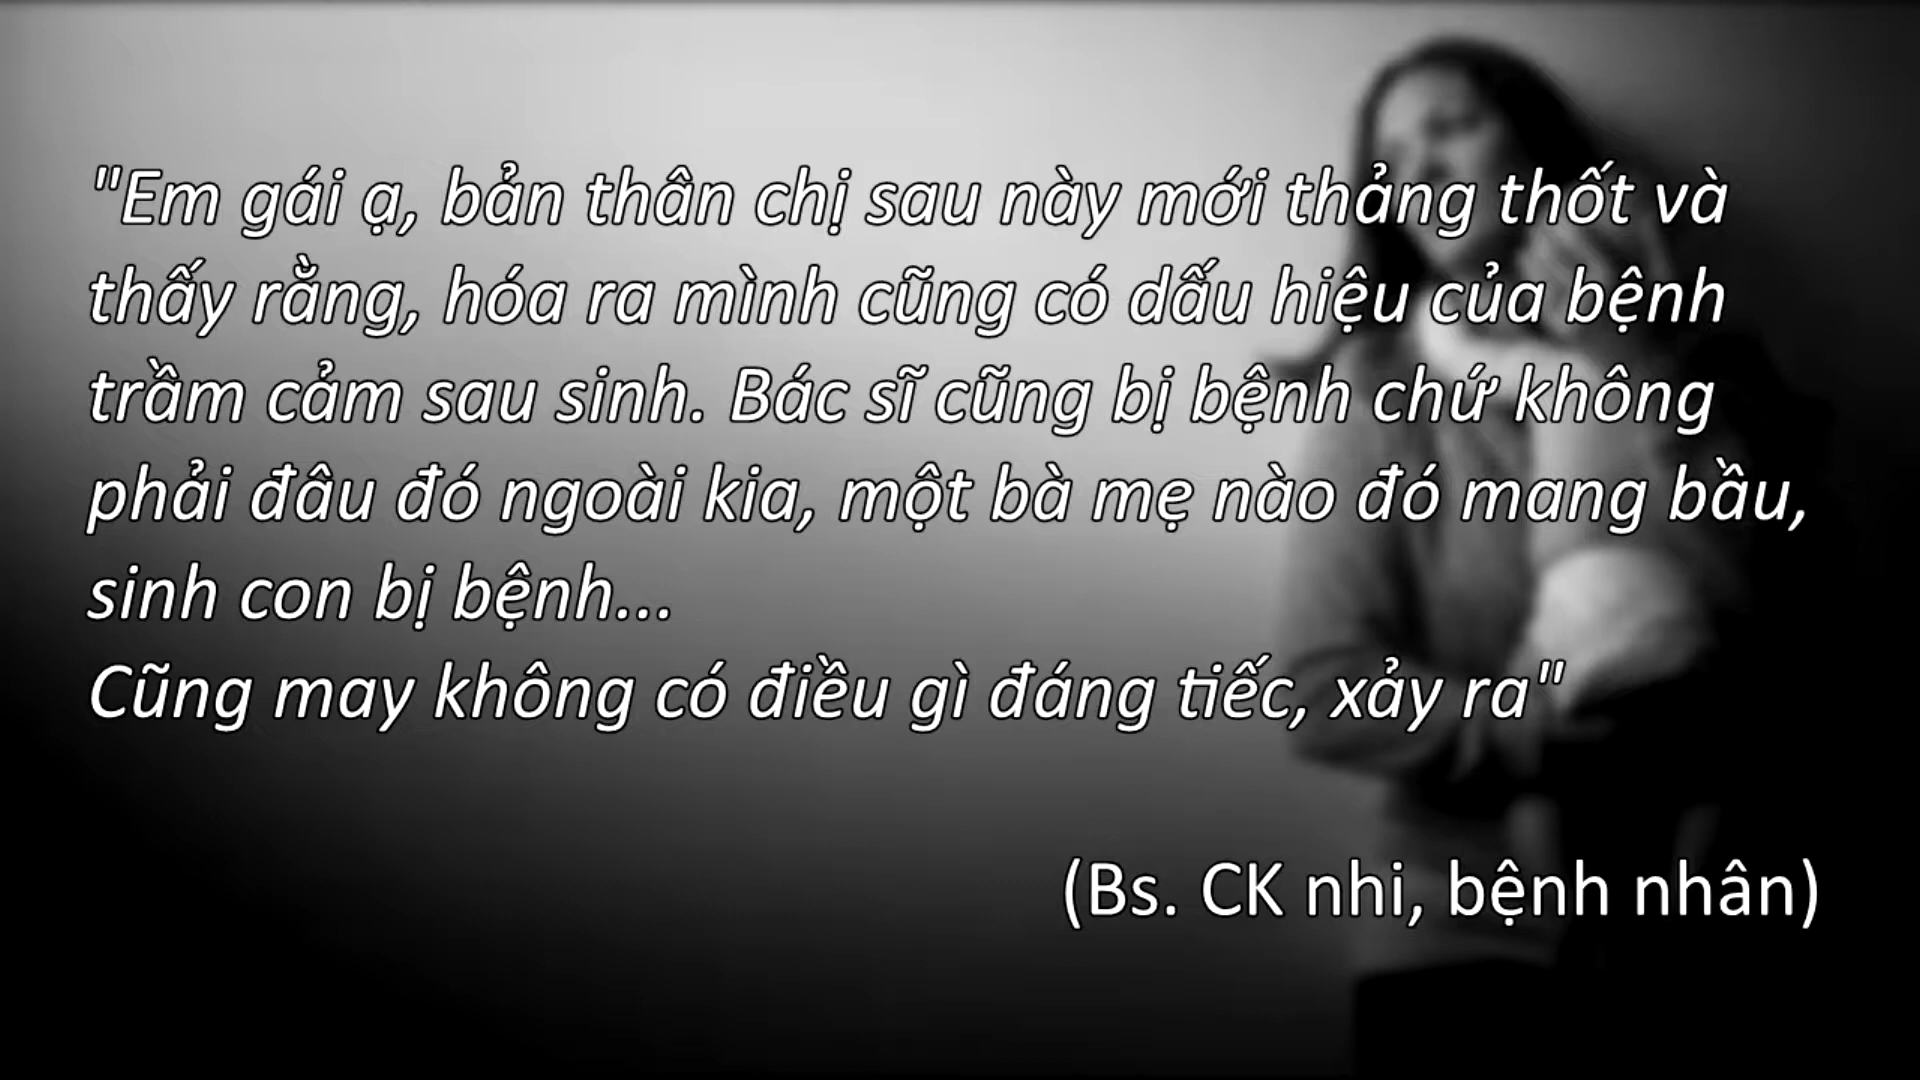 "Em gái ạ, bản thân chị sau này mới thảng thốt và
thấy rằng, hóa ra mình cũng có dấu hiệu của bệnh
trầm cảm sau sinh. Bác sĩ cũng bị bệnh chứ không
phải đâu đó ngoài kia, một bà mẹ nào đó mang bầu,
sinh con bị bệnh...
Cũng may không có điều gì đáng tiếc, xảy ra"
(Bs. CK nhi, bệnh nhân)